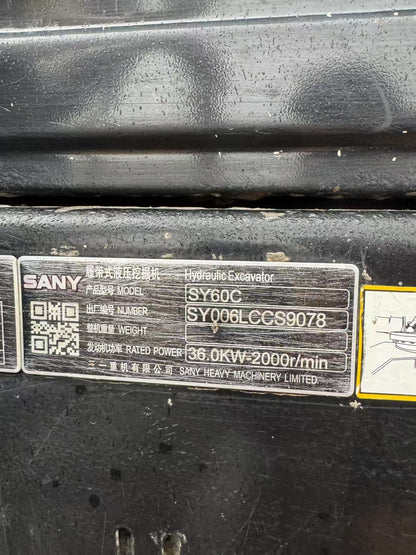 SANY
履带式液压挖掘机 Hydraulic Excavator
产品型号 MODEL SY60C
出厂编号 NUMBER SY006LCCS9078
整机重量 WEIGHT
发动机功率 RATED POWER 36.0KW-2000r/min
三一重机有限公司 SANY HEAVY MACHINERY LIMITED